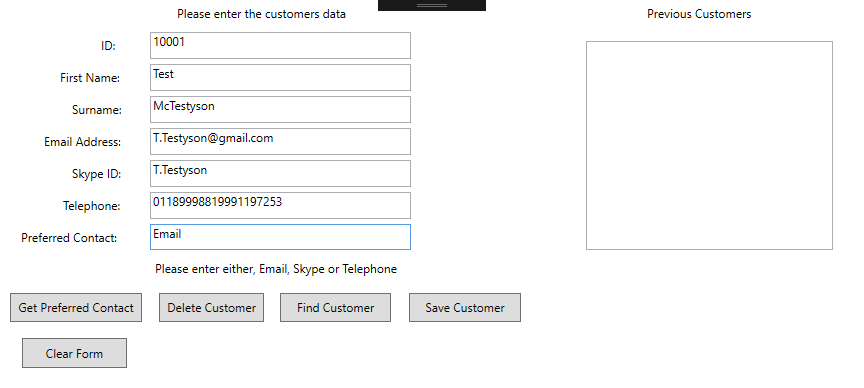 Please enter the customers data
Previous Customers
ID: 10001
First Name: Test
Surname: McTestyson
Email Address: T.Testyson@gmail.com
Skype ID: T.Testyson
Telephone: 01189998819991197253
Preferred Contact: Email
Please enter either, Email, Skype or Telephone
Get Preferred Contact Delete Customer Find Customer Save Customer
Clear Form